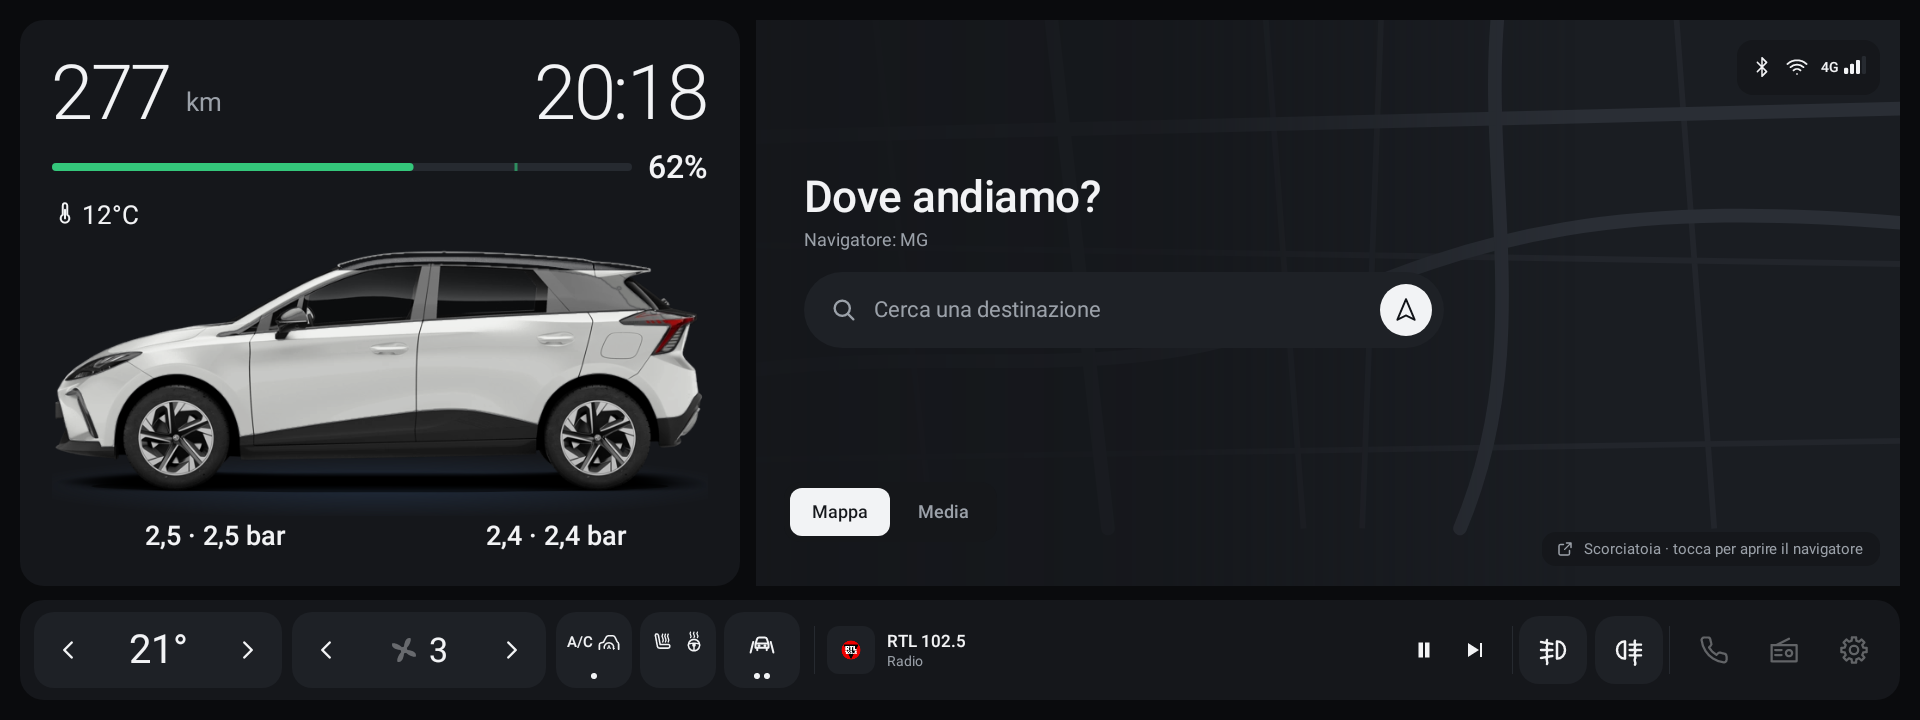 277 km
20:18
62%
12°C
2,5 · 2,5 bar
2,4 · 2,4 bar
4G
Dove andiamo?
Navigatore: MG
Cerca una destinazione
Mappa
Media
Scorciatoia · tocca per aprire il navigatore
21°
3
A/C
RTL 102.5
Radio